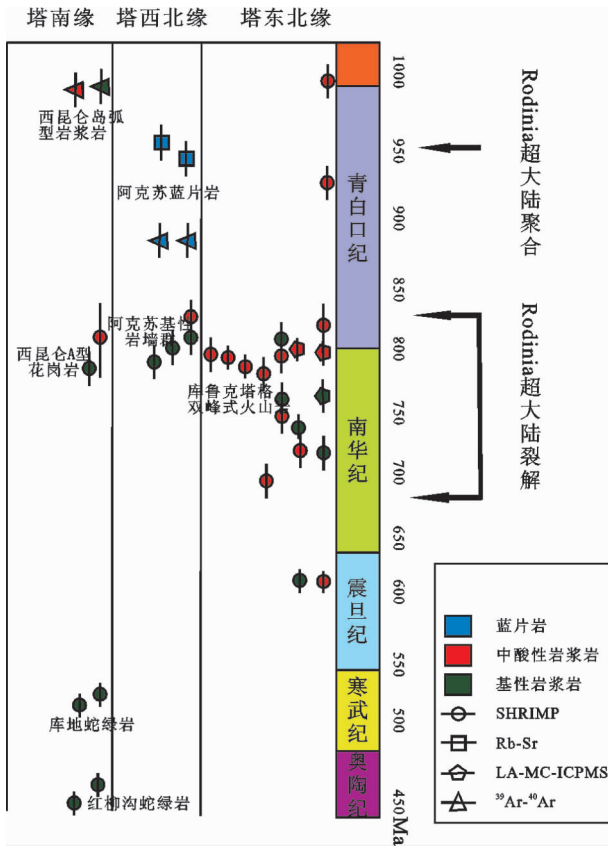 塔南缘
塔西北缘
塔东北缘
西昆仑岛弧
型岩浆岩
阿克苏蓝片岩
阿克苏基性
岩墙群
西昆仑A型
花岗岩
库鲁克塔格
双峰式火山
库地蛇绿岩
红柳沟蛇绿岩
青白口纪
南华纪
震旦纪
寒武纪
奥陶纪
1000
950
900
850
800
750
700
650
600
550
500
450
Ma
Rodinia超大陆聚合
Rodinia超大陆裂解
蓝片岩
中酸性岩浆岩
基性岩浆岩
SHRIMP
Rb-Sr
LA-MC-ICPMS
³⁹Ar-⁴⁰Ar